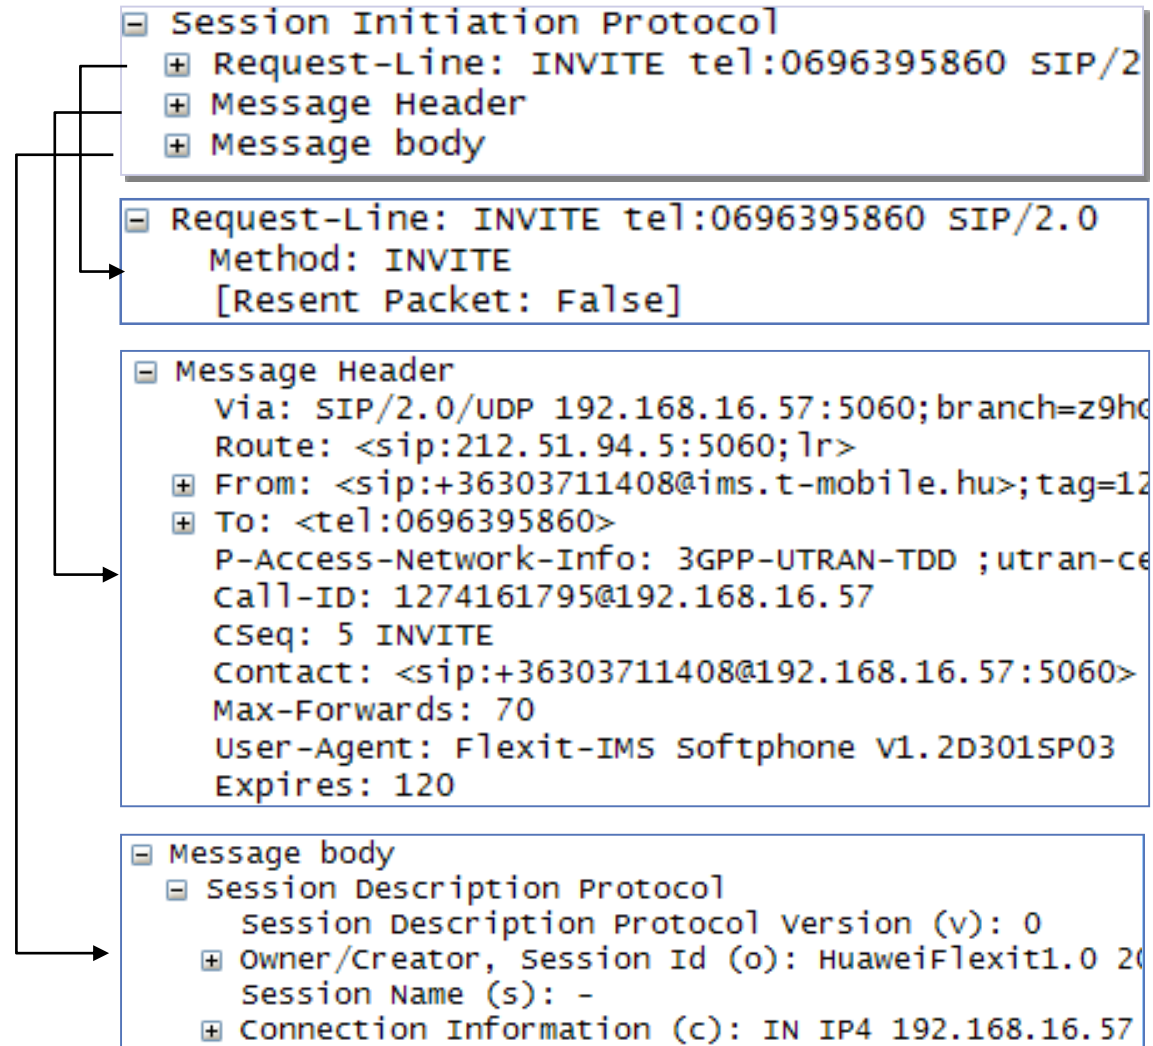 Session Initiation Protocol
Request-Line: INVITE tel:0696395860 SIP/2
Message Header
Message body
Request-Line: INVITE tel:0696395860 SIP/2.0
Method: INVITE
[Resent Packet: False]
Message Header
Via: SIP/2.0/UDP 192.168.16.57:5060;branch=z9hG
Route: <sip:212.51.94.5:5060;lr>
From: <sip:+36303711408@ims.t-mobile.hu>;tag=12
To: <tel:0696395860>
P-Access-Network-Info: 3GPP-UTRAN-TDD ;utran-ce
Call-ID: 1274161795@192.168.16.57
CSeq: 5 INVITE
Contact: <sip:+36303711408@192.168.16.57:5060>
Max-Forwards: 70
User-Agent: Flexit-IMS Softphone V1.2D301SP03
Expires: 120
Message body
Session Description Protocol
Session Description Protocol Version (v): 0
Owner/Creator, Session Id (o): HuaweiFlexit1.0 20
Session Name (s): -
Connection Information (c): IN IP4 192.168.16.57